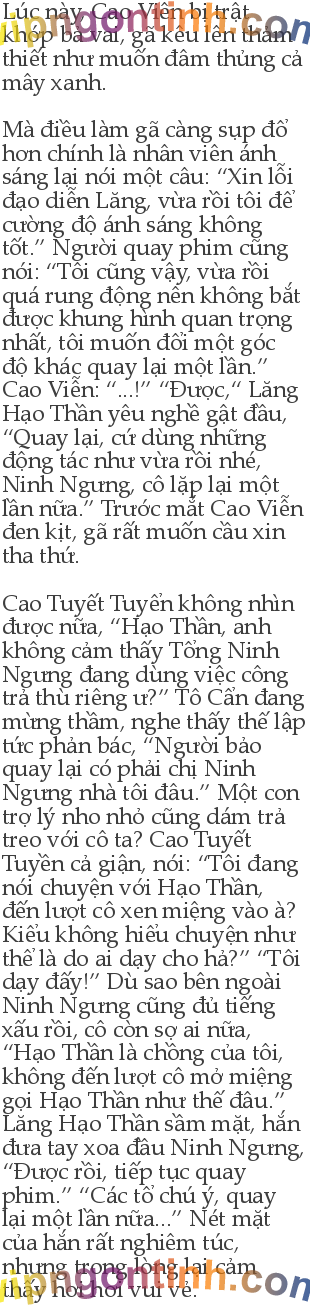 Lúc này, Cao Viễn bị trật
khớp bả vai, gã kêu lên thảm
thiết như muốn đâm thủng cả
mây xanh.
Mà điều làm gã càng sụp đổ
hơn chính là nhân viên ánh
sáng lại nói một câu: “Xin lỗi
đạo diễn Lăng, vừa rồi tôi để
cường độ ánh sáng không
tốt.” Người quay phim cũng
nói: “Tôi cũng vậy, vừa rồi
quá rung động nên không bắt
được khung hình quan trọng
nhất, tôi muốn đổi một góc
độ khác quay lại một lần.”
Cao Viễn: “...!” “Được,“ Lăng
Hạo Thần yêu nghề gật đầu,
“Quay lại, cứ dùng những
động tác như vừa rồi nhé,
Ninh Ngưng, cô lặp lại một
lần nữa.” Trước mắt Cao Viễn
đen kịt, gã rất muốn cầu xin
tha thứ.
Cao Tuyết Tuyển không nhìn
được nữa, “Hạo Thần, anh
không cảm thấy Tổng Ninh
Ngưng đang dùng việc công
trả thù riêng ư?” Tô Cẩn đang
mừng thầm, nghe thấy thế lập
tức phản bác, “Người bảo
quay lại có phải chị Ninh
Ngưng nhà tôi đâu.” Một con
trợ lý nho nhỏ cũng dám trả
treo với cô ta? Cao Tuyết
Tuyền cả giận, nói: “Tôi đang
nói chuyện với Hạo Thần,
đến lượt cô xen miệng vào à?
Kiểu không hiểu chuyện như
thể là do ai dạy cho hả?” “Tôi
dạy đấy!” Dù sao bên ngoài
Ninh Ngưng cũng đủ tiếng
xấu rồi, cô còn sợ ai nữa,
“Hạo Thần là chồng của tôi,
không đến lượt cô mở miệng
gọi Hạo Thần như thế đâu.”
Lăng Hạo Thần sầm mặt, hắn
đưa tay xoa đầu Ninh Ngưng,
“Được rồi, tiếp tục quay
phim.” “Các tổ chú ý, quay
lại một lần nữa...” Nét mặt
của hắn rất nghiêm túc,
nhưng trong lòng lại cảm
thấy hơi hơi vui vẻ.
vipngontinh.com
vipngontinh.com